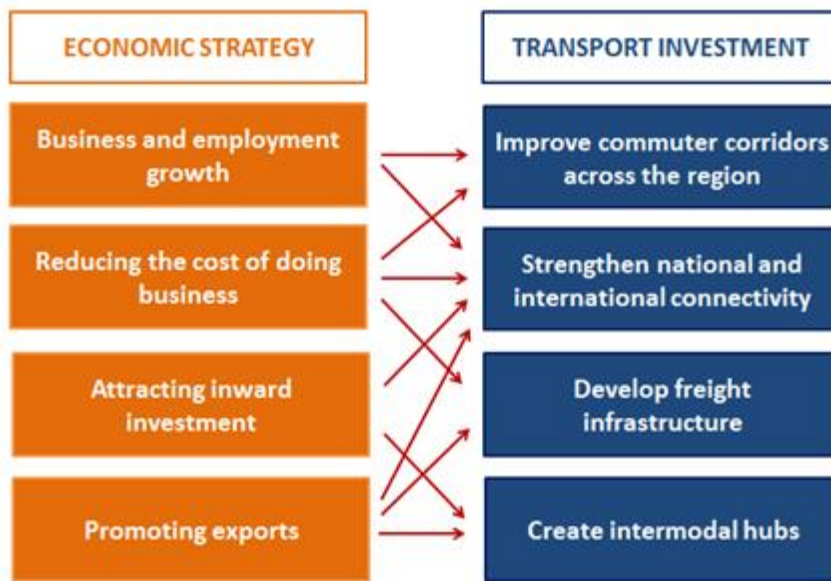 ECONOMIC STRATEGY
TRANSPORT INVESTMENT
Business and employment
growth
Improve commuter corridors
across the region
Reducing the cost of doing
business
Strengthen national and
international connectivity
Attracting inward
investment
Develop freight
infrastructure
Promoting exports
Create intermodal hubs